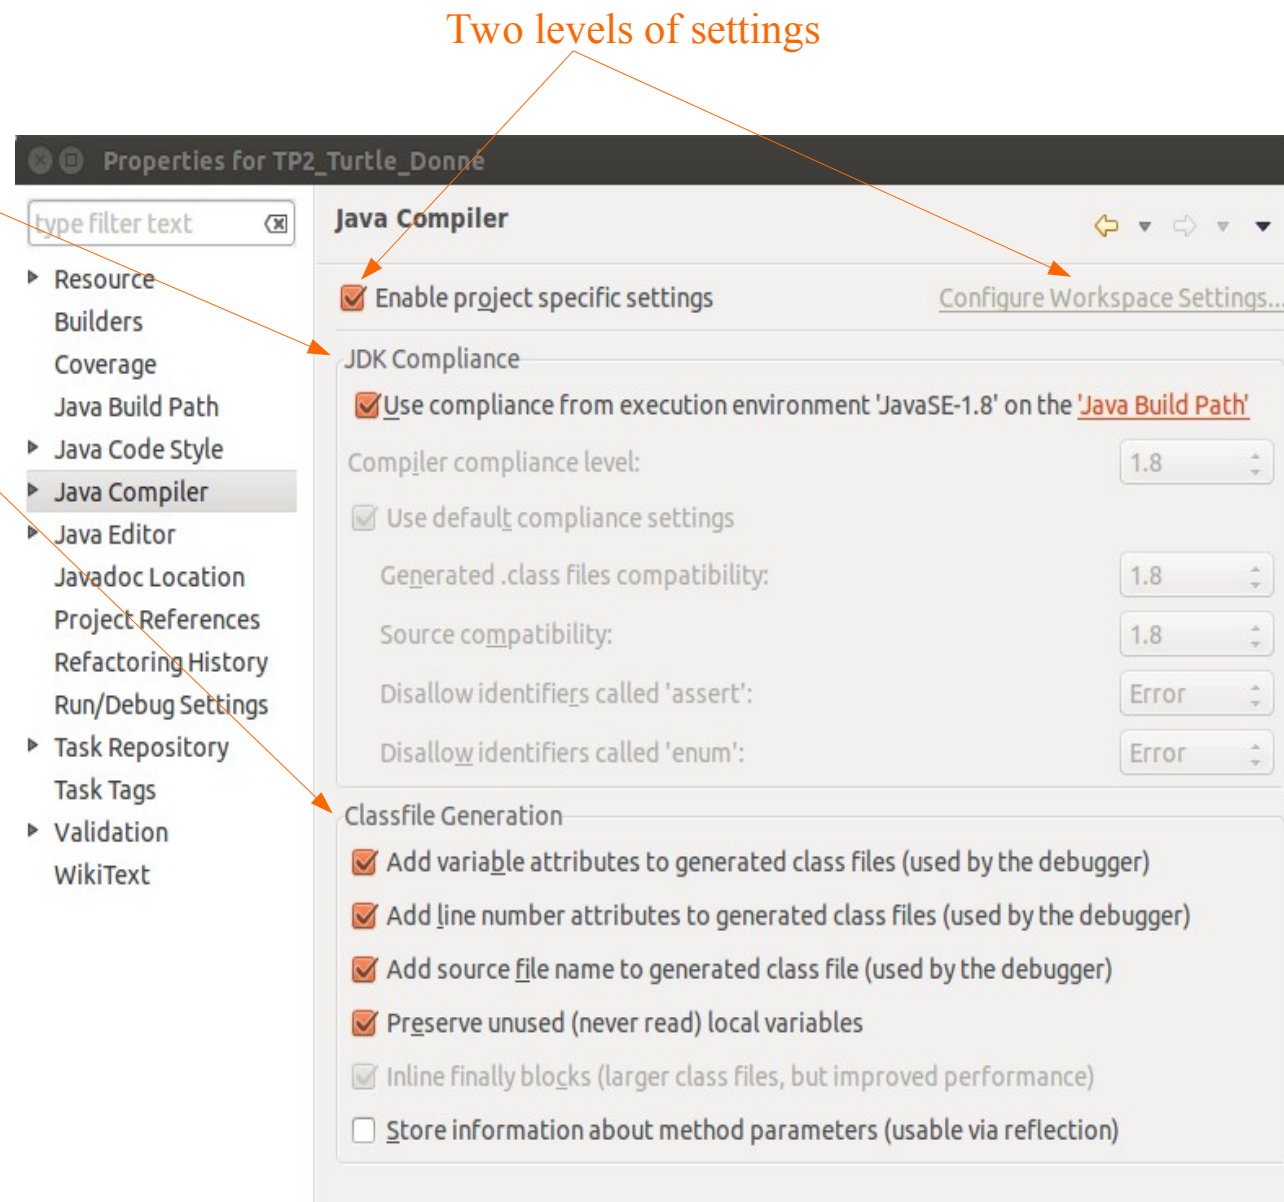 Two levels of settings
Properties for TP2_Turtle_Donné
type filter text
Resource
Builders
Coverage
Java Build Path
Java Code Style
Java Compiler
Java Editor
Javadoc Location
Project References
Refactoring History
Run/Debug Settings
Task Repository
Task Tags
Validation
WikiText
Java Compiler
Enable project specific settings
Configure Workspace Settings...
JDK Compliance
Use compliance from execution environment 'JavaSE-1.8' on the 'Java Build Path'
Compiler compliance level: 1.8
Use default compliance settings
Generated .class files compatibility: 1.8
Source compatibility: 1.8
Disallow identifiers called 'assert': Error
Disallow identifiers called 'enum': Error
Classfile Generation
Add variable attributes to generated class files (used by the debugger)
Add line number attributes to generated class files (used by the debugger)
Add source file name to generated class file (used by the debugger)
Preserve unused (never read) local variables
Inline finally blocks (larger class files, but improved performance)
Store information about method parameters (usable via reflection)